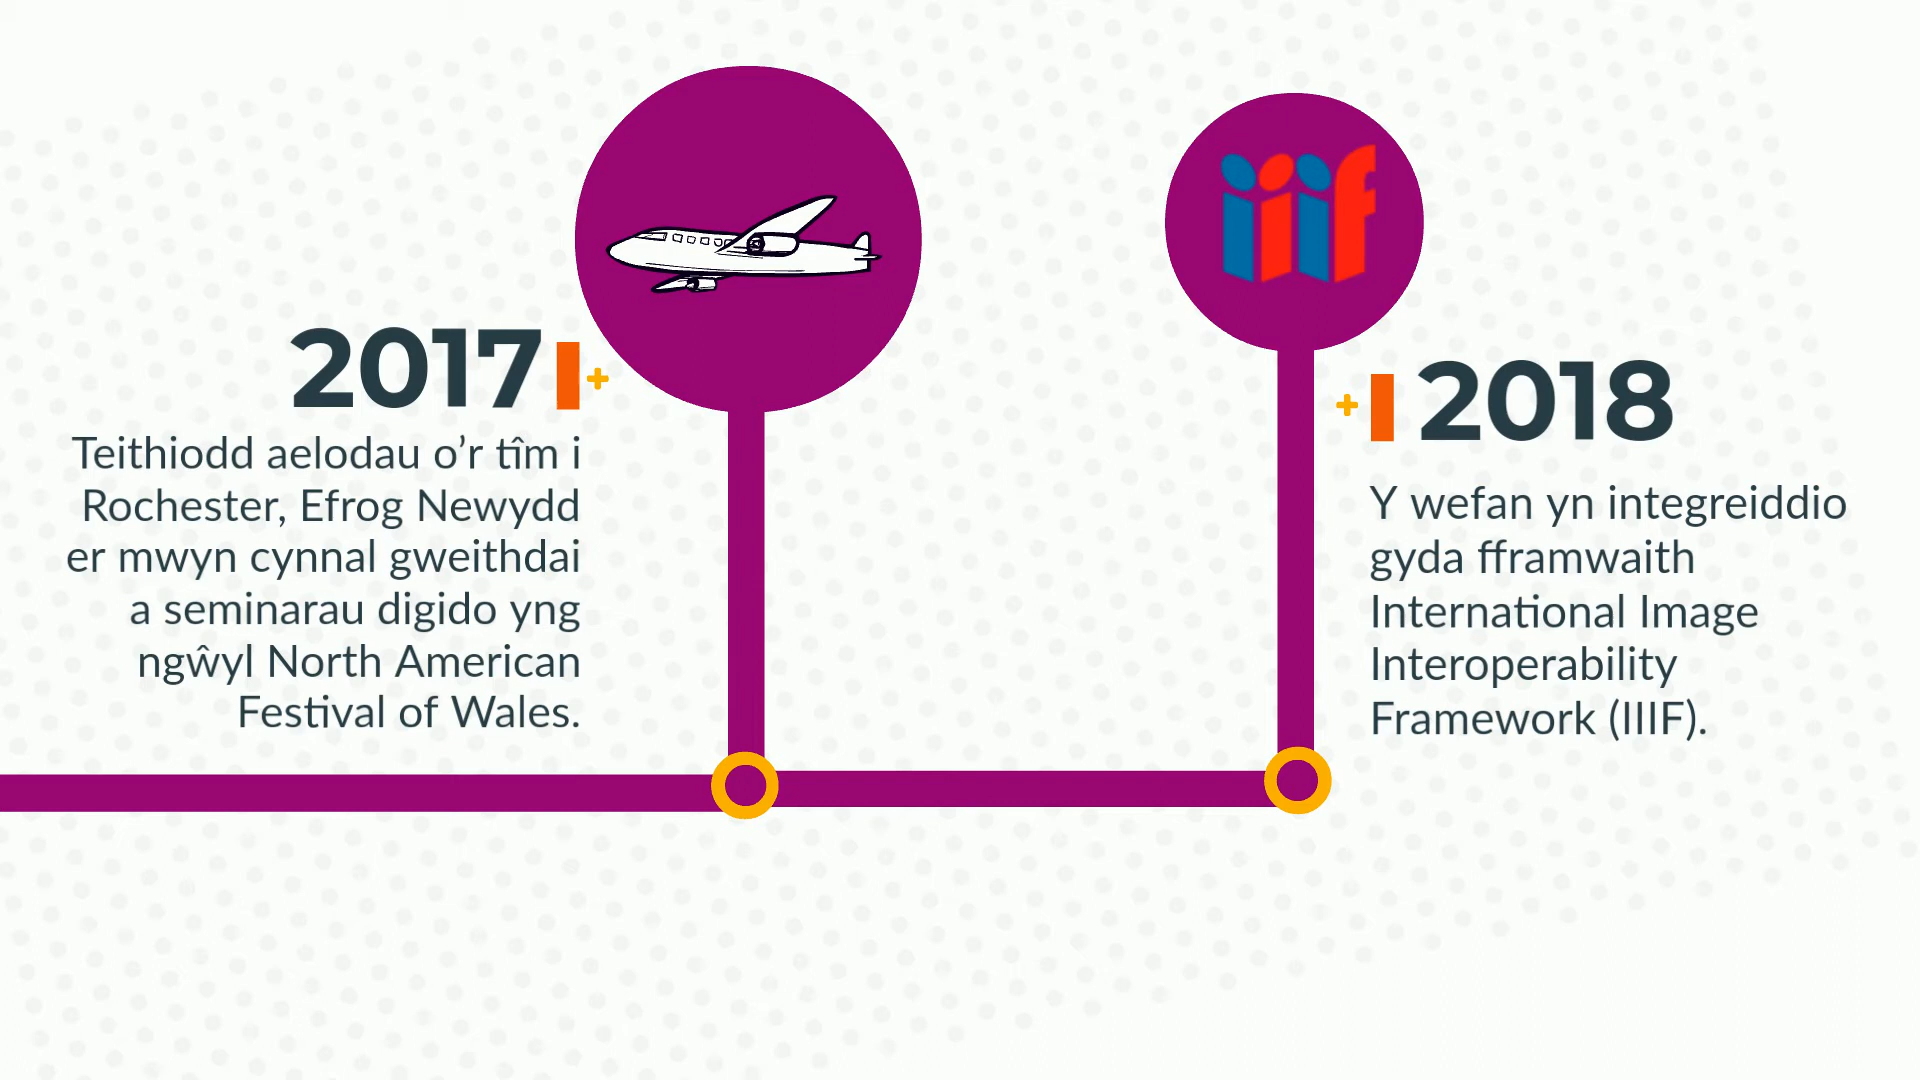 2017
Teithiodd aelodau o’r tîm i
Rochester, Efrog Newydd
er mwyn cynnal gweithdai
a seminarau digido yng
ngŵyl North American
Festival of Wales.
iiif
2018
Y wefan yn integreiddio
gyda fframwaith
International Image
Interoperability
Framework (IIIF).